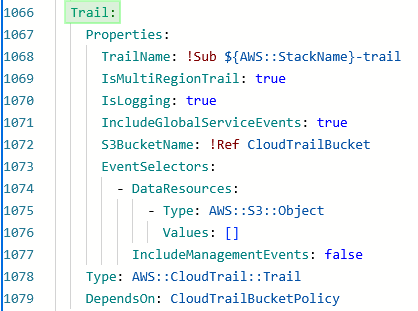 1066 Trail:
1067 Properties:
1068 TrailName: !Sub ${AWS::StackName}-trail
1069 IsMultiRegionTrail: true
1070 IsLogging: true
1071 IncludeGlobalServiceEvents: true
1072 S3BucketName: !Ref CloudTrailBucket
1073 EventSelectors:
1074 - DataResources:
1075 - Type: AWS::S3::Object
1076 Values: []
1077 IncludeManagementEvents: false
1078 Type: AWS::CloudTrail::Trail
1079 DependsOn: CloudTrailBucketPolicy